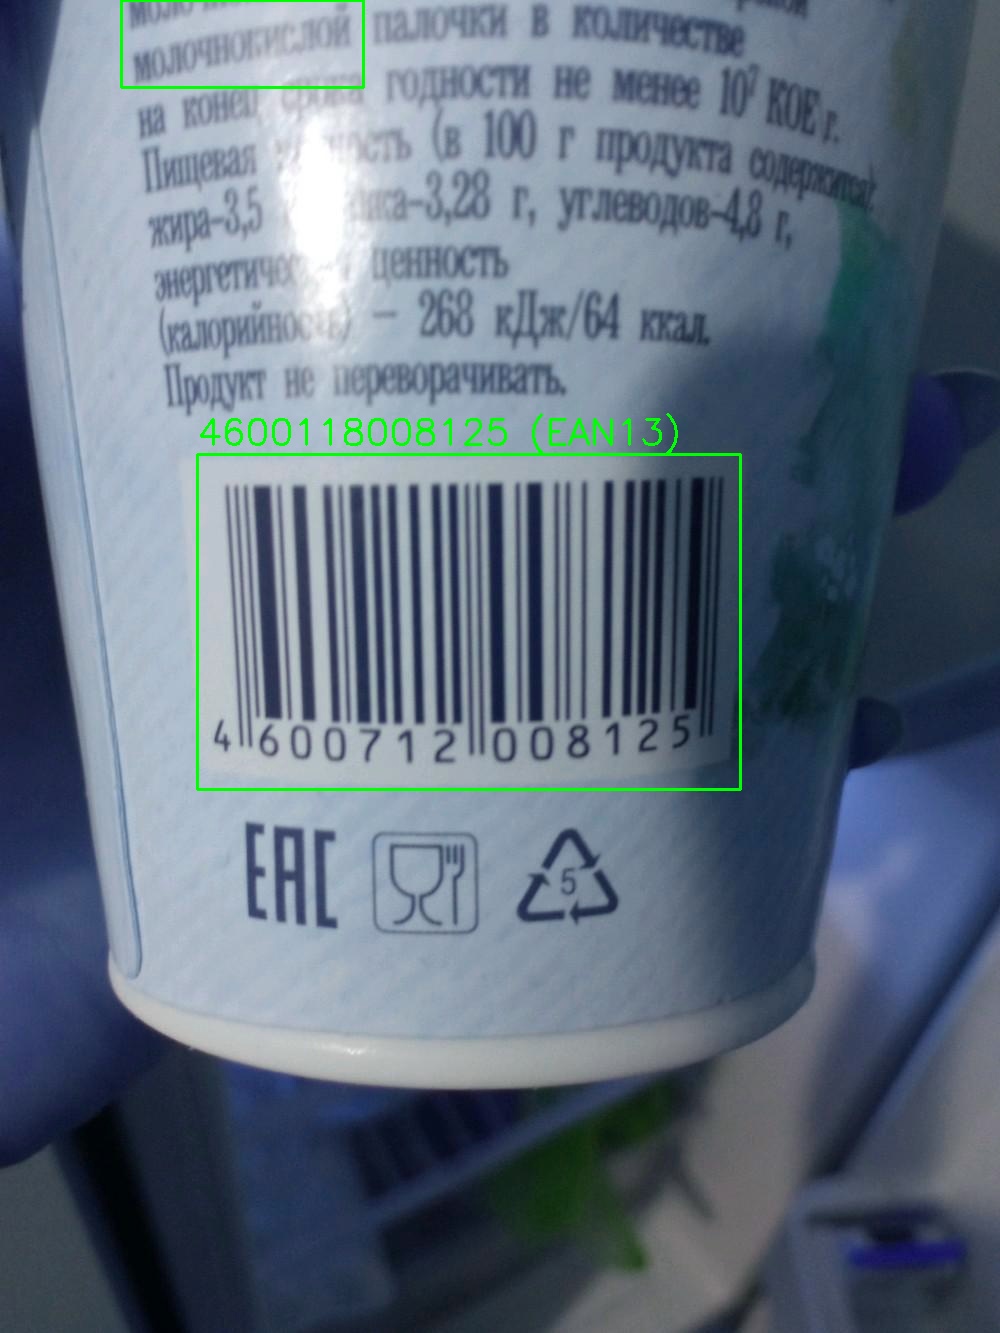 молочнокислой палочки в количестве
на конец срока годности не менее 10⁷ КОЕ г.
Пищевая ценность (в 100 г продукта содержится):
жира-3,5 белка-3,28 г, углеводов-4,8 г,
энергетическая ценность
(калорийность) – 268 кДж/64 ккал.
Продукт не переворачивать.
4600118008125 (EAN13)
4 600712 008125
EAC
5